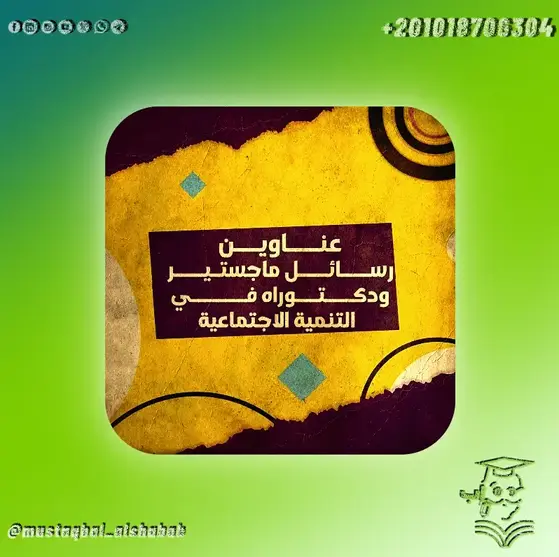 +201018706304
عناوين
رسائل ماجستير
ودكتوراه في
التنمية الاجتماعية
@mustaqbal_alshabab